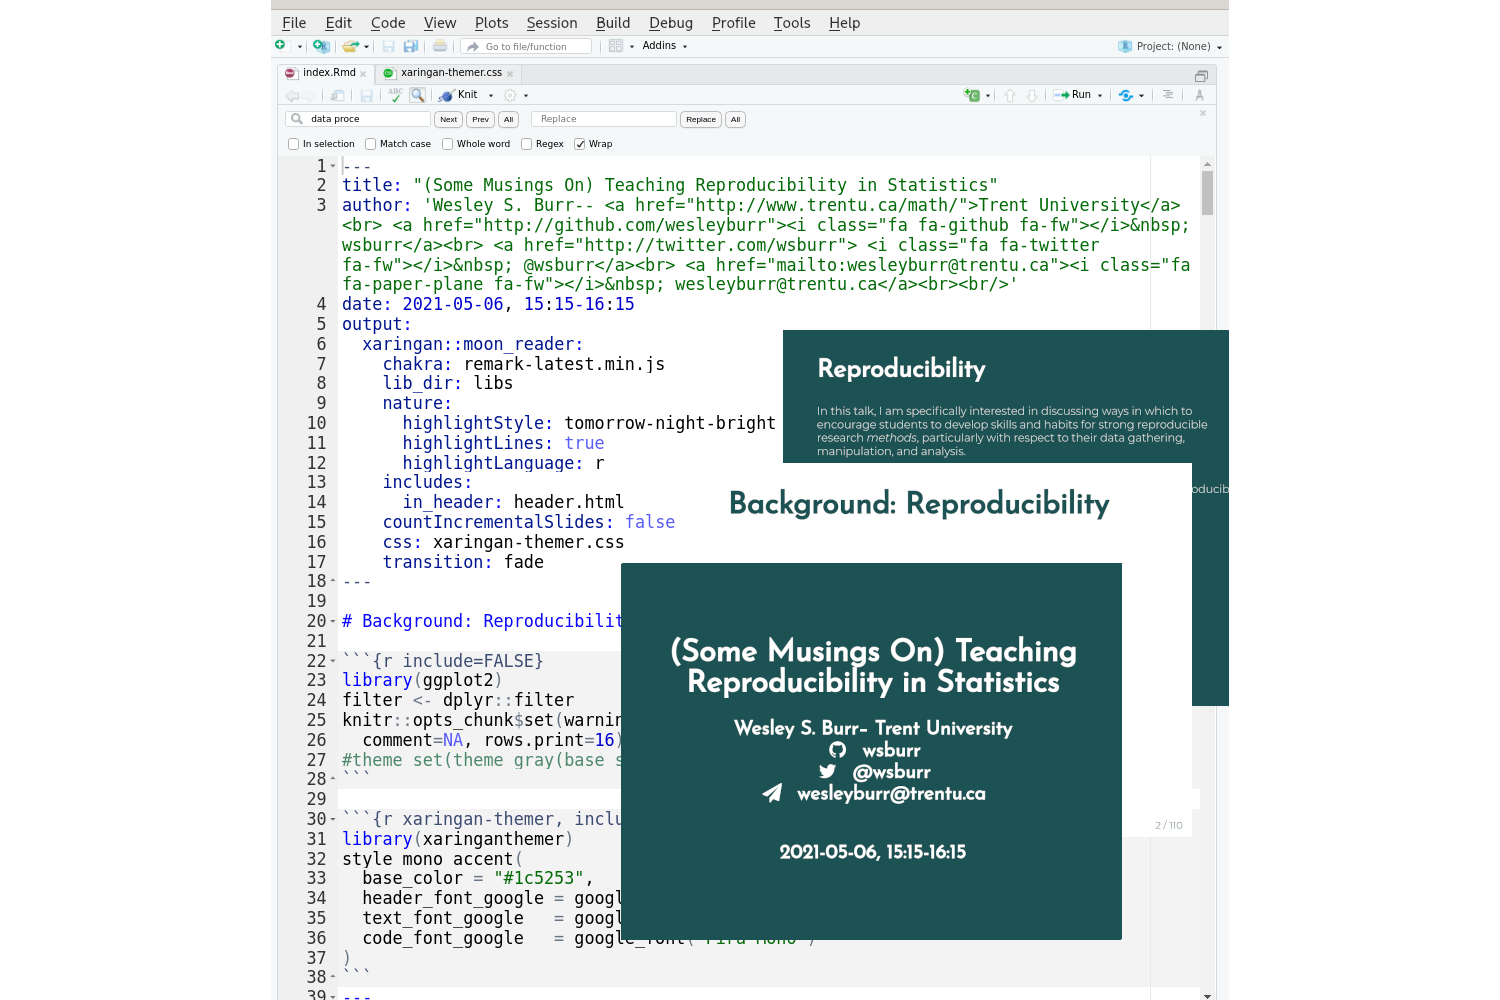 File Edit Code View Plots Session Build Debug Profile Tools Help
Go to file/function Addins Project: (None)
index.Rmd xaringan-themer.css
ABC Knit Run
data proce Next Prev All Replace Replace All
In selection Match case Whole word Regex Wrap
1 ---
2 title: "(Some Musings On) Teaching Reproducibility in Statistics"
3 author: 'Wesley S. Burr-- <a href="http://www.trentu.ca/math/">Trent University</a>
<br> <a href="http://github.com/wesleyburr"><i class="fa fa-github fa-fw"></i>&nbsp;
wsburr</a><br> <a href="http://twitter.com/wsburr"> <i class="fa fa-twitter
fa-fw"></i>&nbsp; @wsburr</a><br> <a href="mailto:wesleyburr@trentu.ca"><i class="fa
fa-paper-plane fa-fw"></i>&nbsp; wesleyburr@trentu.ca</a><br><br/>'
4 date: 2021-05-06, 15:15-16:15
5 output:
6 xaringan::moon_reader:
7 chakra: remark-latest.min.js
8 lib_dir: libs
9 nature:
10 highlightStyle: tomorrow-night-bright
11 highlightLines: true
12 highlightLanguage: r
13 includes:
14 in_header: header.html
15 countIncrementalSlides: false
16 css: xaringan-themer.css
17 transition: fade
18 ---
19
20 # Background: Reproducibilit
21
22 ```{r include=FALSE}
23 library(ggplot2)
24 filter <- dplyr::filter
25 knitr::opts_chunk$set(warnin
26 comment=NA, rows.print=16)
27 #theme_set(theme_gray(base_s
28 ```
29
30 ```{r xaringan-themer, inclu
31 library(xaringanthemer)
32 style_mono_accent(
33 base_color = "#1c5253",
34 header_font_google = googl
35 text_font_google = googl
36 code_font_google = google_font("Fira Mono")
37 )
38 ```
39 ---
Reproducibility
In this talk, I am specifically interested in discussing ways in which to
encourage students to develop skills and habits for strong reproducible
research methods, particularly with respect to their data gathering,
manipulation, and analysis.
oducib
Background: Reproducibility
2 / 110
(Some Musings On) Teaching
Reproducibility in Statistics
Wesley S. Burr– Trent University
wsburr
@wsburr
wesleyburr@trentu.ca
2021-05-06, 15:15-16:15